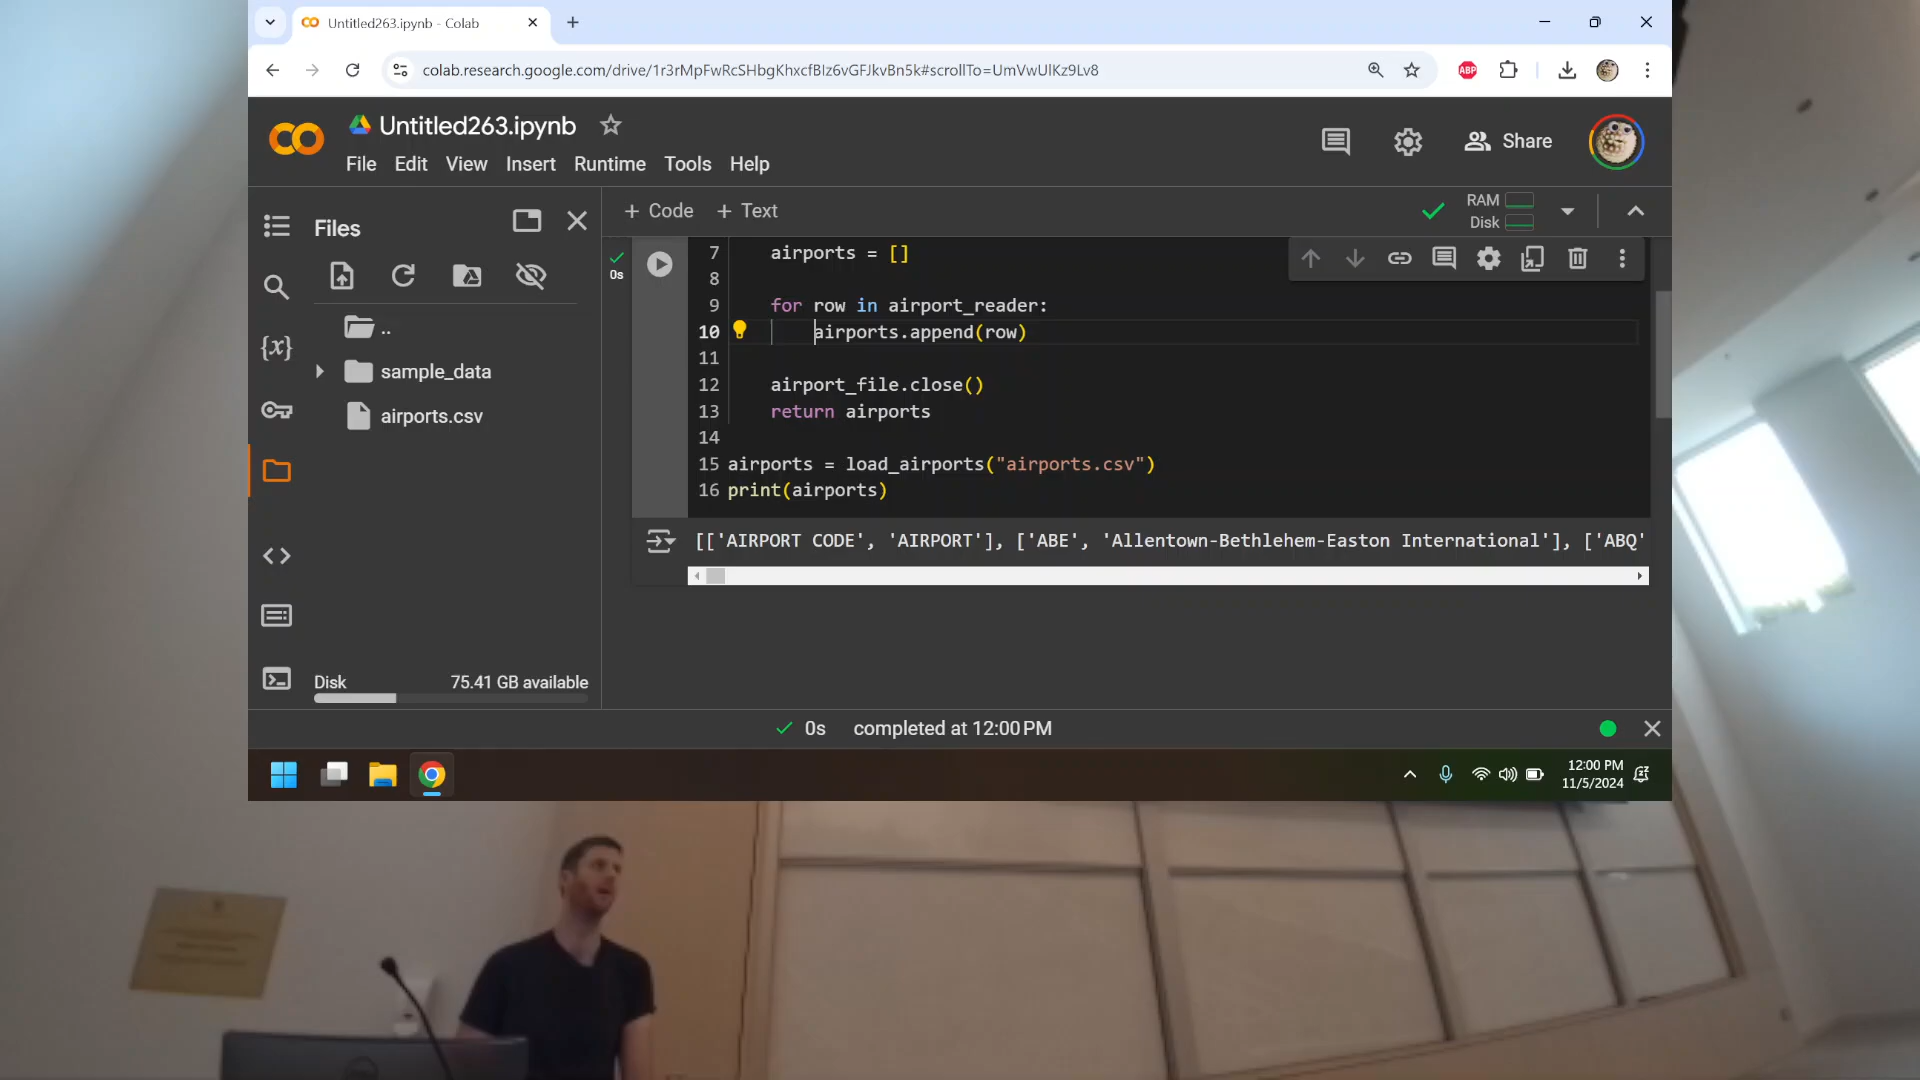 Untitled263.ipynb - Colab
colab.research.google.com/drive/1r3rMpFwRcSHbgKhxcfBIz6vGFJkvBn5k#scrollTo=UmVwUlKz9Lv8
ABP
Untitled263.ipynb
File Edit View Insert Runtime Tools Help
Share
Files
+ Code + Text
RAM
Disk
..
sample_data
airports.csv
{x}
Disk 75.41 GB available
0s
7 airports = []
8
9 for row in airport_reader:
10 airports.append(row)
11
12 airport_file.close()
13 return airports
14
15 airports = load_airports("airports.csv")
16 print(airports)
[['AIRPORT CODE', 'AIRPORT'], ['ABE', 'Allentown-Bethlehem-Easton International'], ['ABQ'
0s completed at 12:00 PM
12:00 PM
11/5/2024